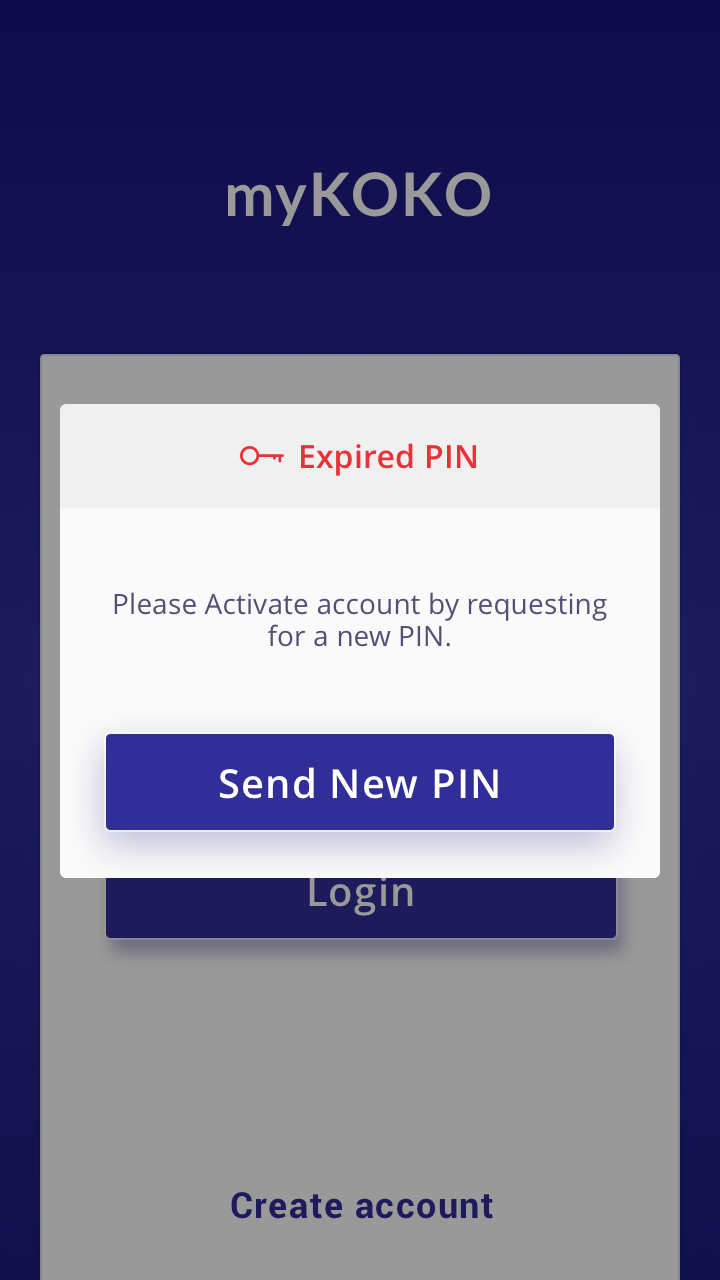 myKOKO
Expired PIN
Please Activate account by requesting
for a new PIN.
Send New PIN
Login
Create account